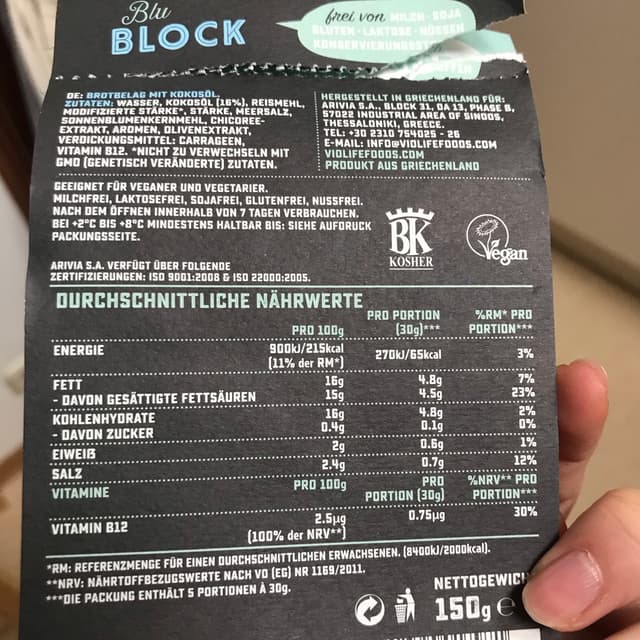 Blu
BLOCK
frei von MILCH · SOJA
GLUTEN · LAKTOSE · NÜSSEN
DE: BROTBELAG MIT KOKOSÖL.
ZUTATEN: WASSER, KOKOSÖL (16%), REISMEHL,
MODIFIZIERTE STÄRKE*, STÄRKE, MEERSALZ,
SONNENBLUMENKERNMEHL, CHICOREE-
EXTRAKT, AROMEN, OLIVENEXTRAKT,
VERDICKUNGSMITTEL: CARRAGEEN,
VITAMIN B12. *NICHT ZU VERWECHSELN MIT
GMO (GENETISCH VERÄNDERTE) ZUTATEN.
HERGESTELLT IN GRIECHENLAND FÜR:
ARIVIA S.A., BLOCK 31, DA 13, PHASE B,
57022 INDUSTRIAL AREA OF SINDOS,
THESSALONIKI, GREECE.
TEL: +30 2310 754025 - 26
E-MAIL: INFO@VIOLIFEFOODS.COM
VIOLIFEFOODS.COM
PRODUKT AUS GRIECHENLAND
GEEIGNET FÜR VEGANER UND VEGETARIER.
MILCHFREI, LAKTOSEFREI, SOJAFREI, GLUTENFREI, NUSSFREI.
NACH DEM ÖFFNEN INNERHALB VON 7 TAGEN VERBRAUCHEN.
BEI +2°C BIS +8°C MINDESTENS HALTBAR BIS: SIEHE AUFDRUCK
PACKUNGSSEITE.
BK
KOSHER
Vegan
ARIVIA S.A. VERFÜGT ÜBER FOLGENDE
ZERTIFIZIERUNGEN: ISO 9001:2008 & ISO 22000:2005.
DURCHSCHNITTLICHE NÄHRWERTE
PRO 100g PRO PORTION (30g)*** %RM* PRO PORTION***
ENERGIE 900kJ/215kcal (11% der RM*) 270kJ/65kcal 3%
FETT 16g 4.8g 7%
- DAVON GESÄTTIGTE FETTSÄUREN 15g 4.5g 23%
KOHLENHYDRATE 16g 4.8g 2%
- DAVON ZUCKER 0.4g 0.1g 0%
EIWEIß 2g 0.6g 1%
SALZ 2.4g 0.7g 12%
VITAMINE PRO 100g PRO PORTION (30g) %NRV** PRO PORTION***
VITAMIN B12 2.5µg (100% der NRV**) 0.75µg 30%
*RM: REFERENZMENGE FÜR EINEN DURCHSCHNITTLICHEN ERWACHSENEN. (8400kJ/2000kcal).
**NRV: NÄHRTOFFBEZUGSWERTE NACH VO (EG) NR 1169/2011.
***DIE PACKUNG ENTHÄLT 5 PORTIONEN À 30g.
NETTOGEWICH
150g e